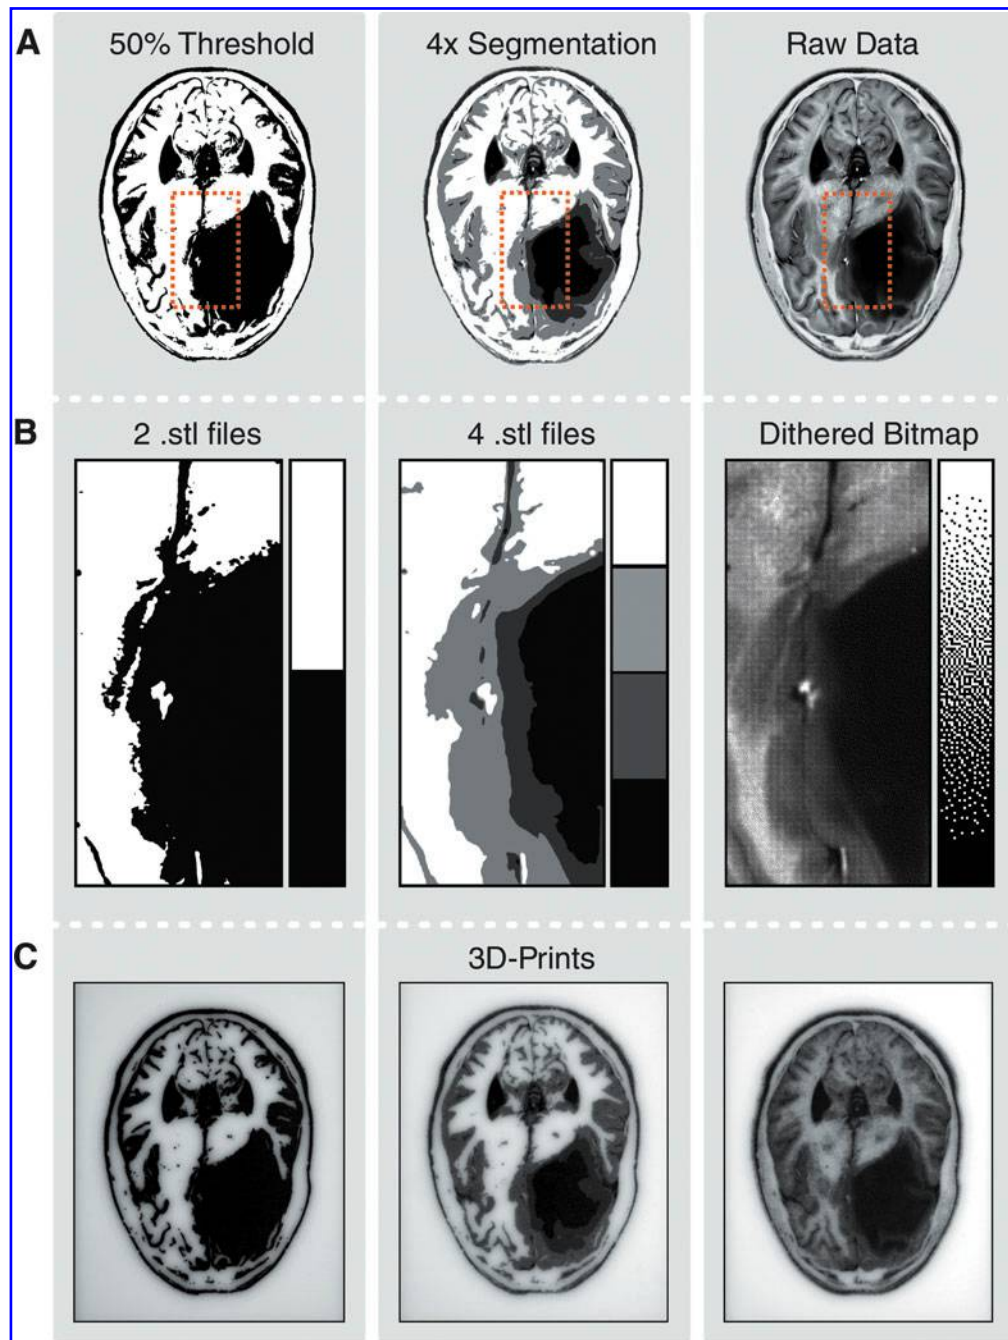 A
50% Threshold
4x Segmentation
Raw Data
B
2 .stl files
4 .stl files
Dithered Bitmap
C
3D-Prints